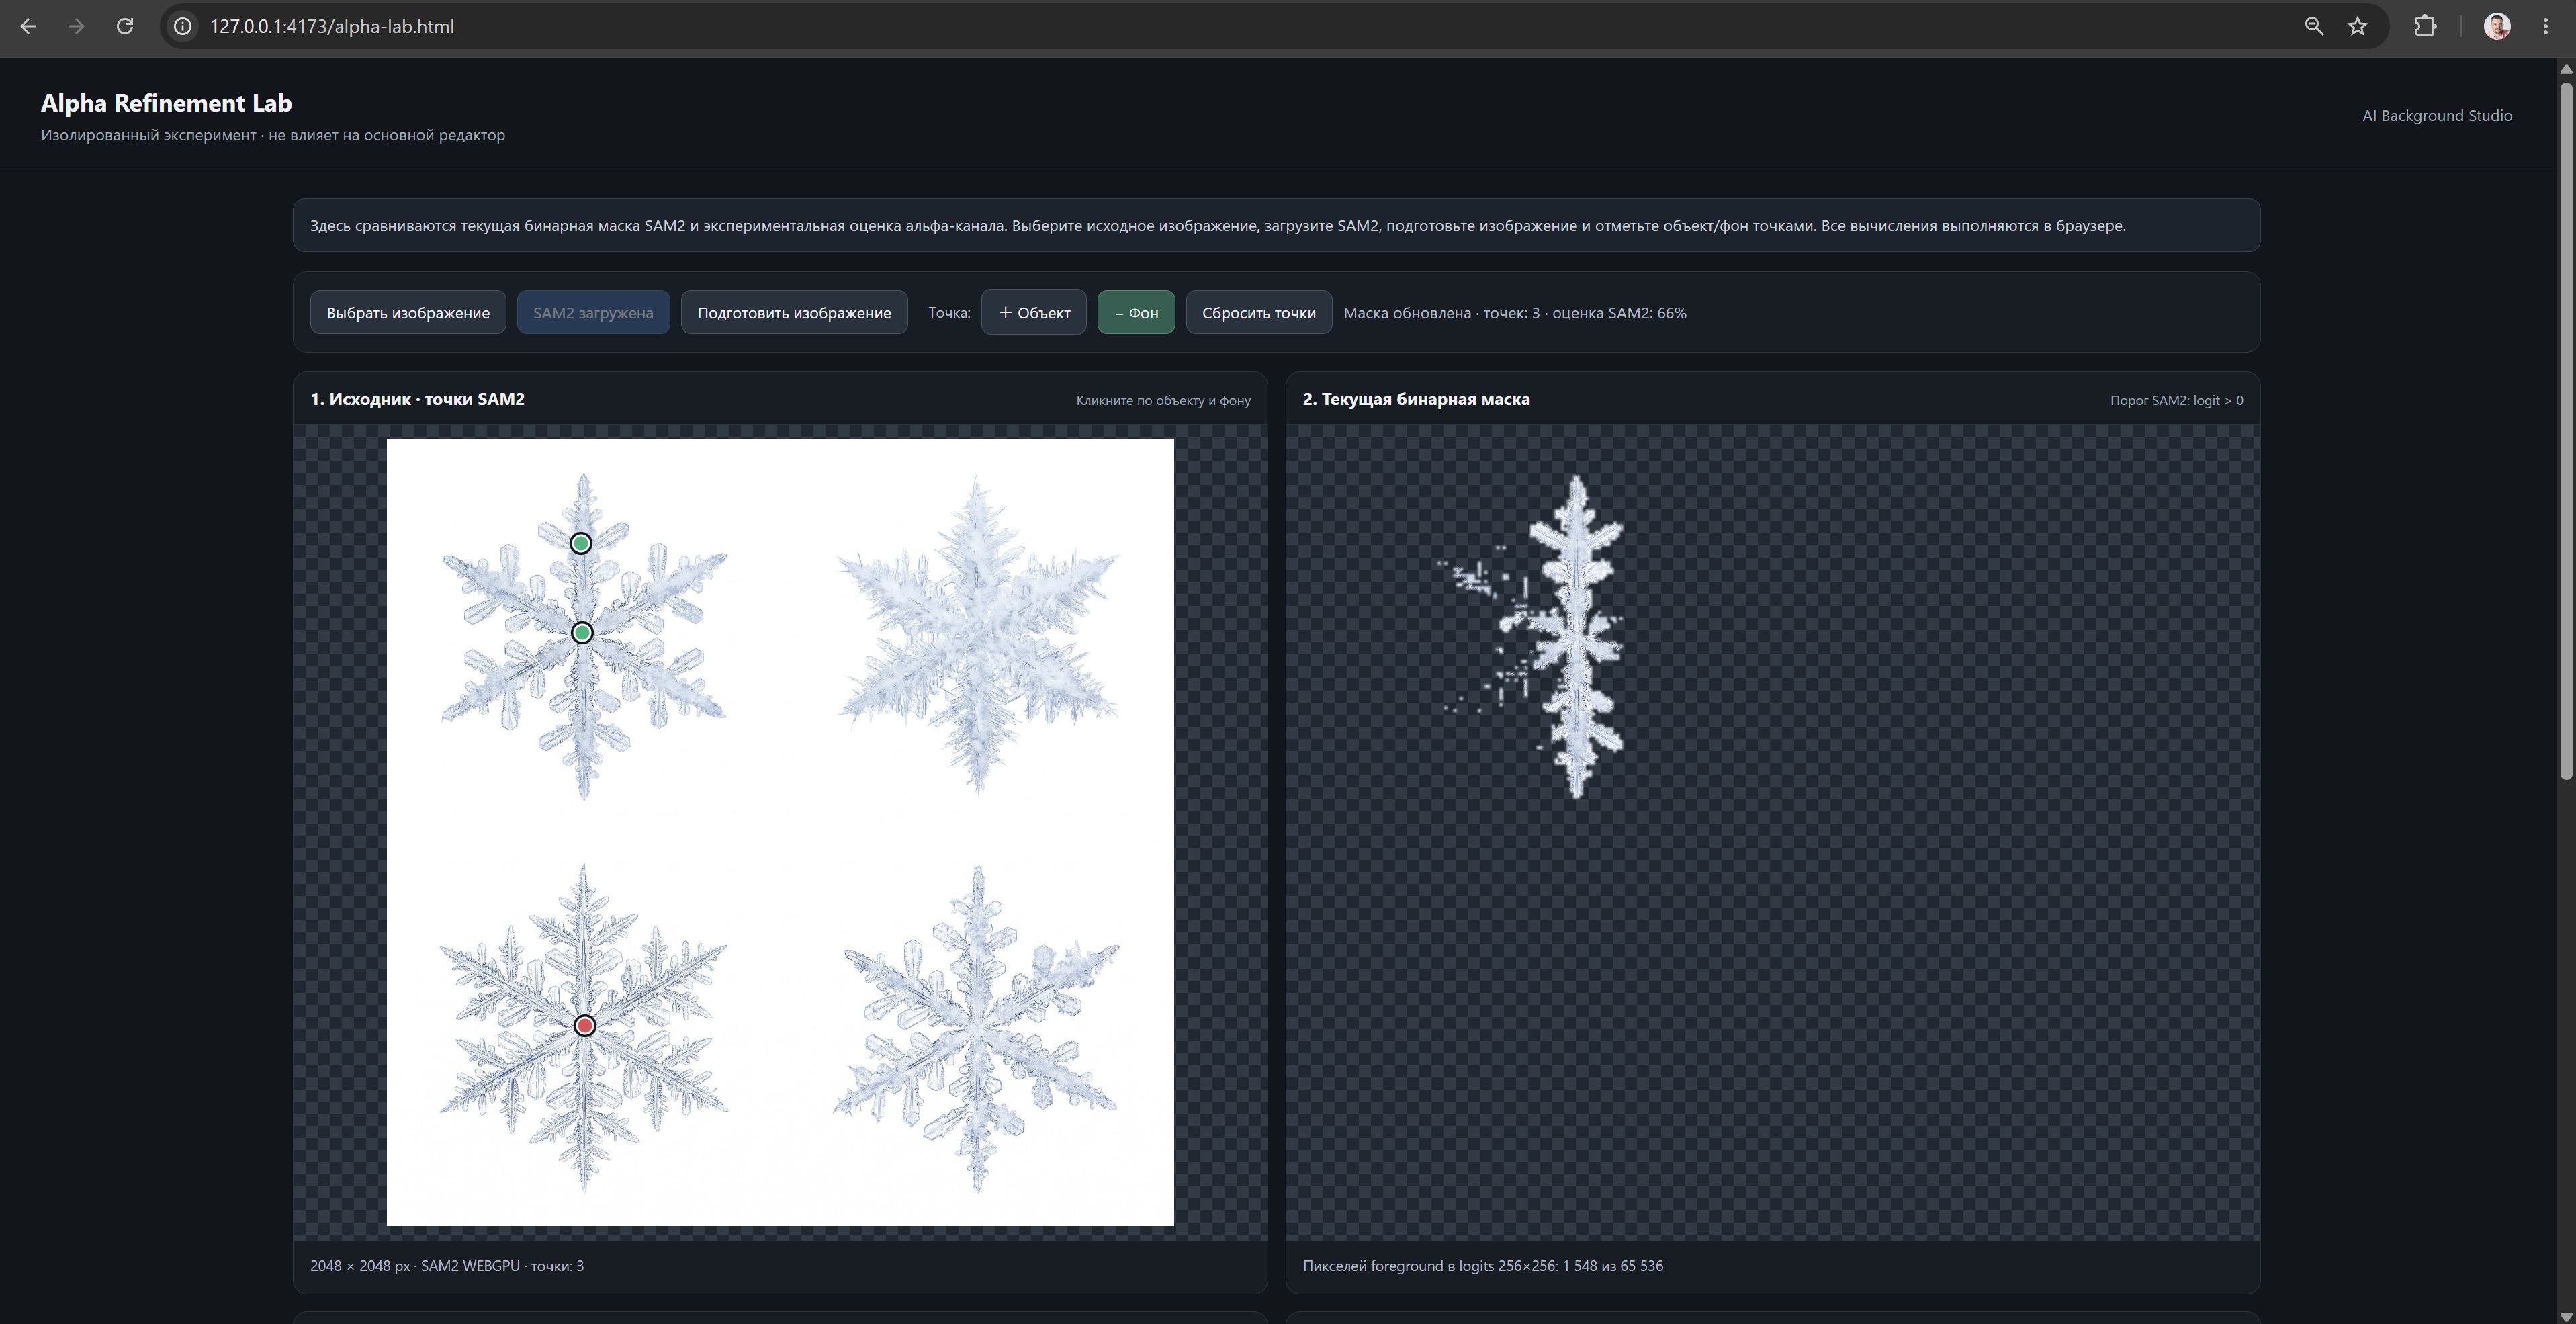 127.0.0.1:4173/alpha-lab.html
Alpha Refinement Lab
Изолированный эксперимент · не влияет на основной редактор
AI Background Studio
Здесь сравниваются текущая бинарная маска SAM2 и экспериментальная оценка альфа-канала. Выберите исходное изображение, загрузите SAM2, подготовьте изображение и отметьте объект/фон точками. Все вычисления выполняются в браузере.
Выбрать изображение SAM2 загружена Подготовить изображение Точка: + Объект − Фон Сбросить точки Маска обновлена · точек: 3 · оценка SAM2: 66%
1. Исходник · точки SAM2 Кликните по объекту и фону
2. Текущая бинарная маска Порог SAM2: logit > 0
2048 × 2048 px · SAM2 WEBGPU · точки: 3
Пикселей foreground в logits 256×256: 1 548 из 65 536